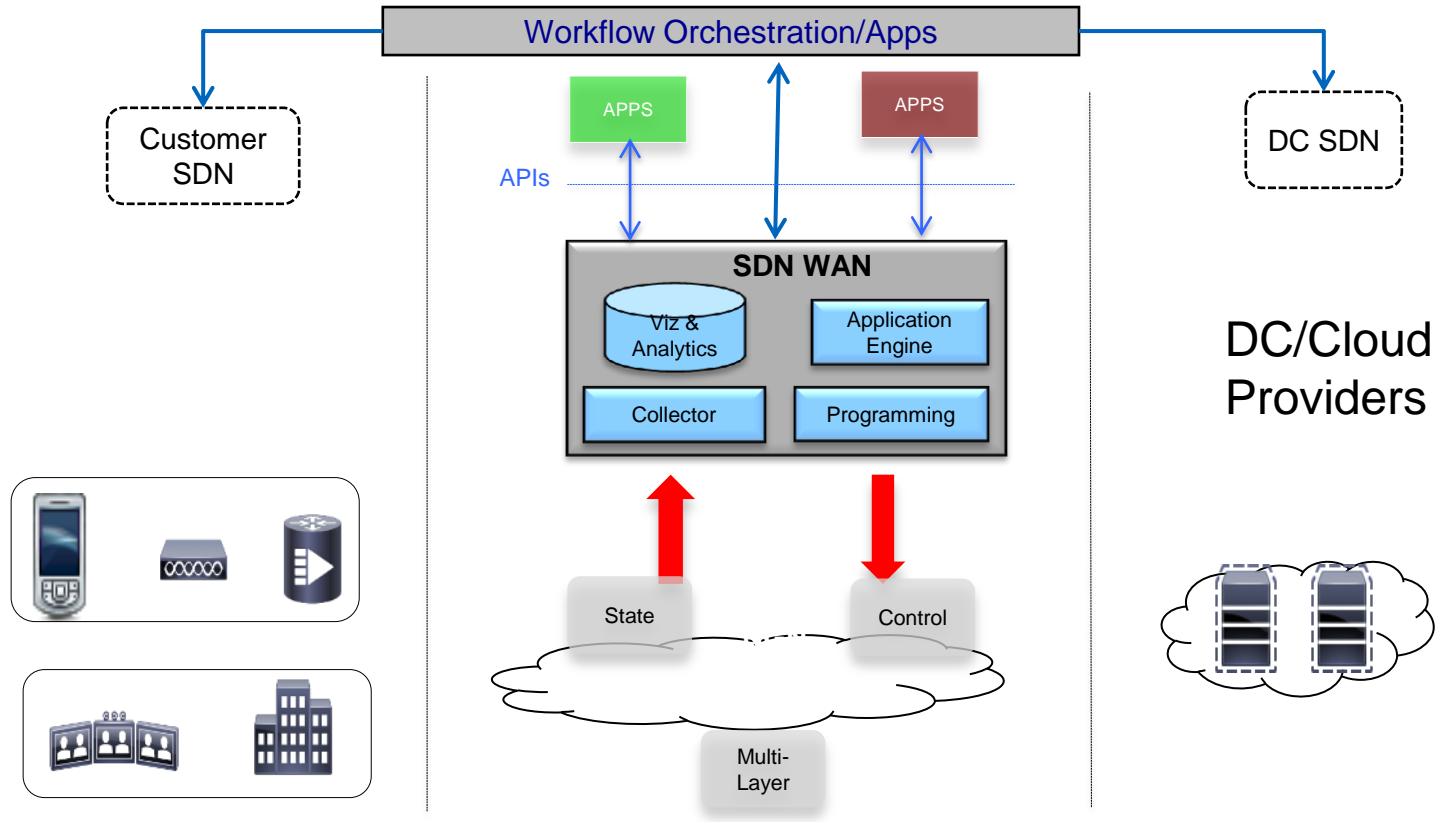 Workflow Orchestration/Apps
Customer
SDN
APPS
APPS
DC SDN
APIs
SDN WAN
Viz &
Analytics
Application
Engine
Collector
Programming
DC/Cloud
Providers
State
Control
Multi-
Layer